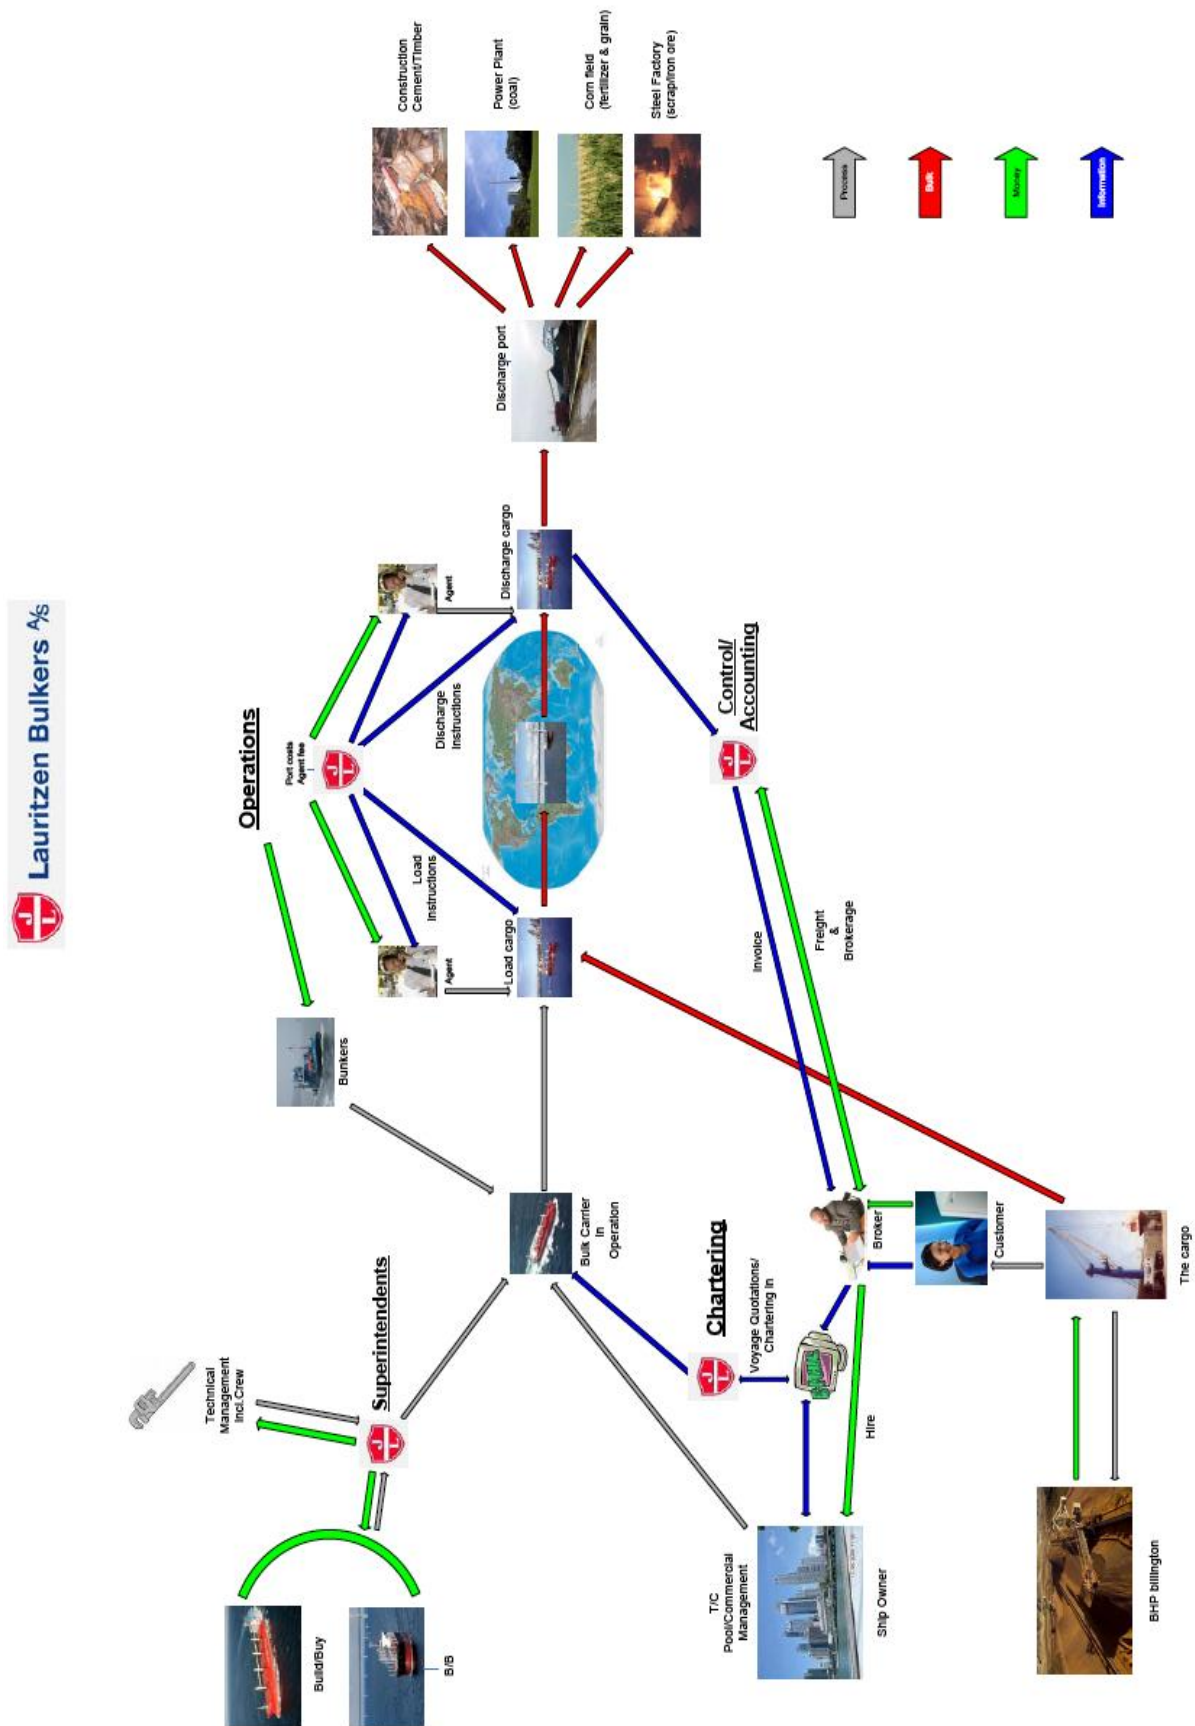 Lauritzen Bulkers A/S
Operations
Port costs
Agent fee
Construction
Cement/Timber
Power Plant
(coal)
Corn field
(fertilizer & grain)
Steel Factory
(scrap/iron ore)
Technical
Management
Incl.Crew
Superintendents
Build/Buy
B/B
Bunkers
Agent
Load cargo
Load
Instructions
Discharge
Instructions
Agent
Discharge cargo
Discharge port
Bulk Carrier
in
Operation
T/C
Pool/Commercial
Management
Ship Owner
Chartering
Voyage Quotations/
Chartering in
Hire
Broker
Customer
Control/
Accounting
Invoice
Freight
&
Brokerage
The cargo
BHP billington
Process
Bulk
Money
Information